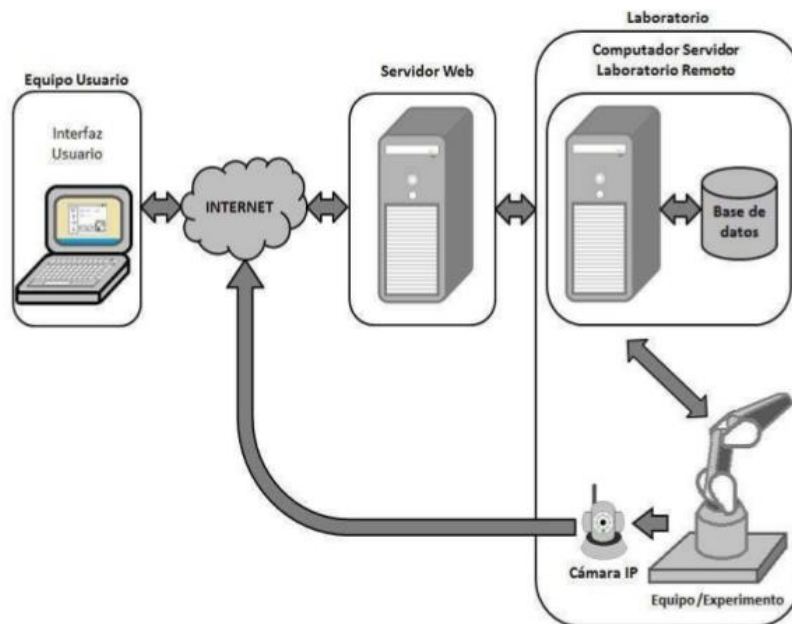 Laboratorio
Equipo Usuario
Servidor Web
Computador Servidor
Laboratorio Remoto
Interfaz
Usuario
INTERNET
Base de
datos
Cámara IP
Equipo/Experimento